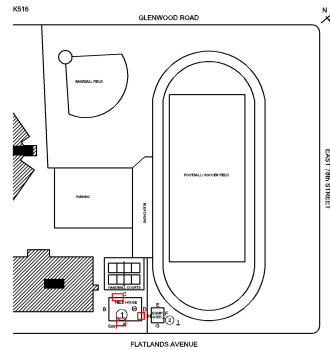 K516
N
GLENWOOD ROAD
BASEBALL FIELD
EAST 78th STREET
FOOTBALL / SOCCER FIELD
PARKING
BLEACHERS
HANDBALL COURTS
C
FIELD HOUSE
E
B
D
F
1
2
1
A
G
FLATLANDS AVENUE